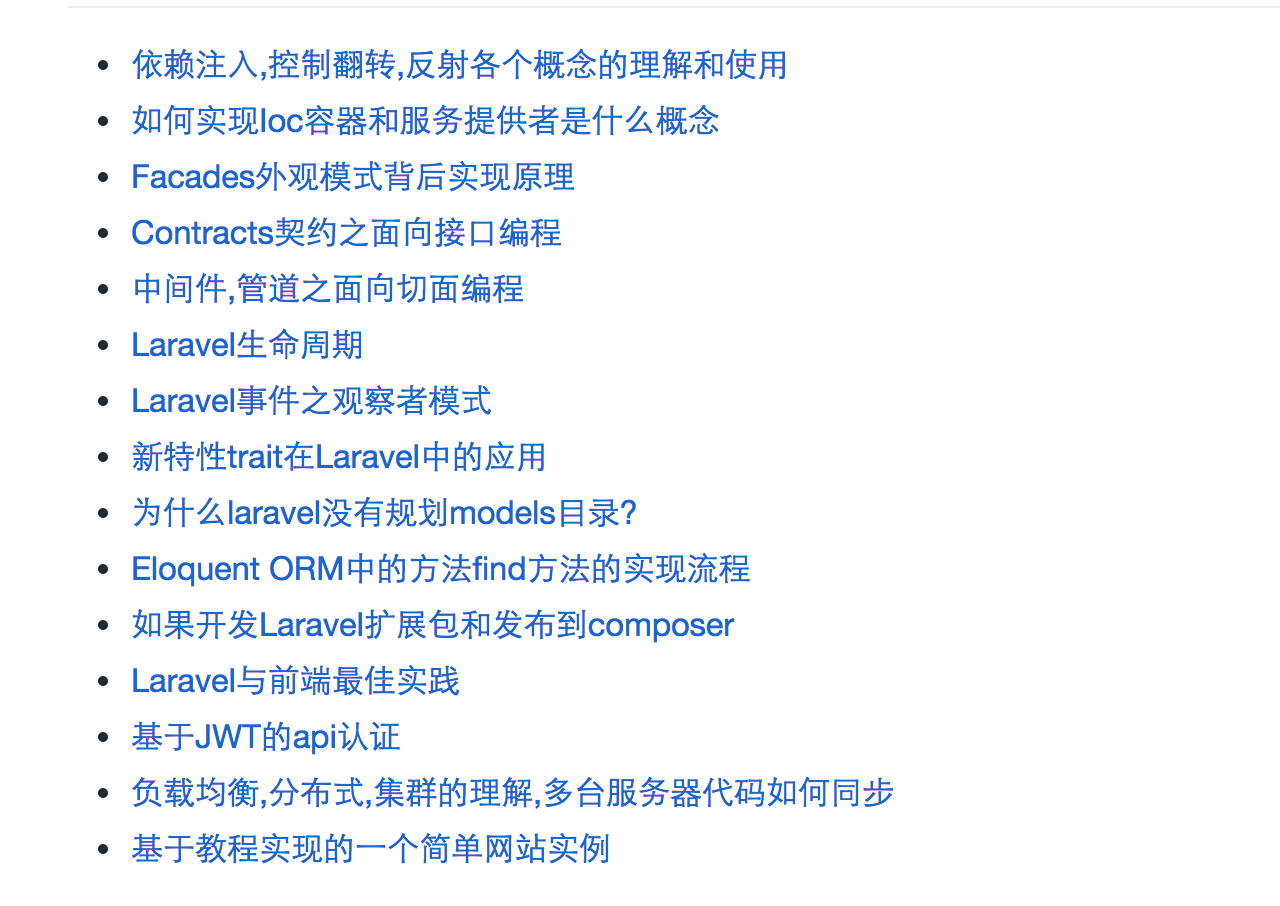 依赖注入,控制翻转,反射各个概念的理解和使用
如何实现Ioc容器和服务提供者是什么概念
Facades外观模式背后实现原理
Contracts契约之面向接口编程
中间件,管道之面向切面编程
Laravel生命周期
Laravel事件之观察者模式
新特性trait在Laravel中的应用
为什么laravel没有规划models目录?
Eloquent ORM中的方法find方法的实现流程
如果开发Laravel扩展包和发布到composer
Laravel与前端最佳实践
基于JWT的api认证
负载均衡,分布式,集群的理解,多台服务器代码如何同步
基于教程实现的一个简单网站实例